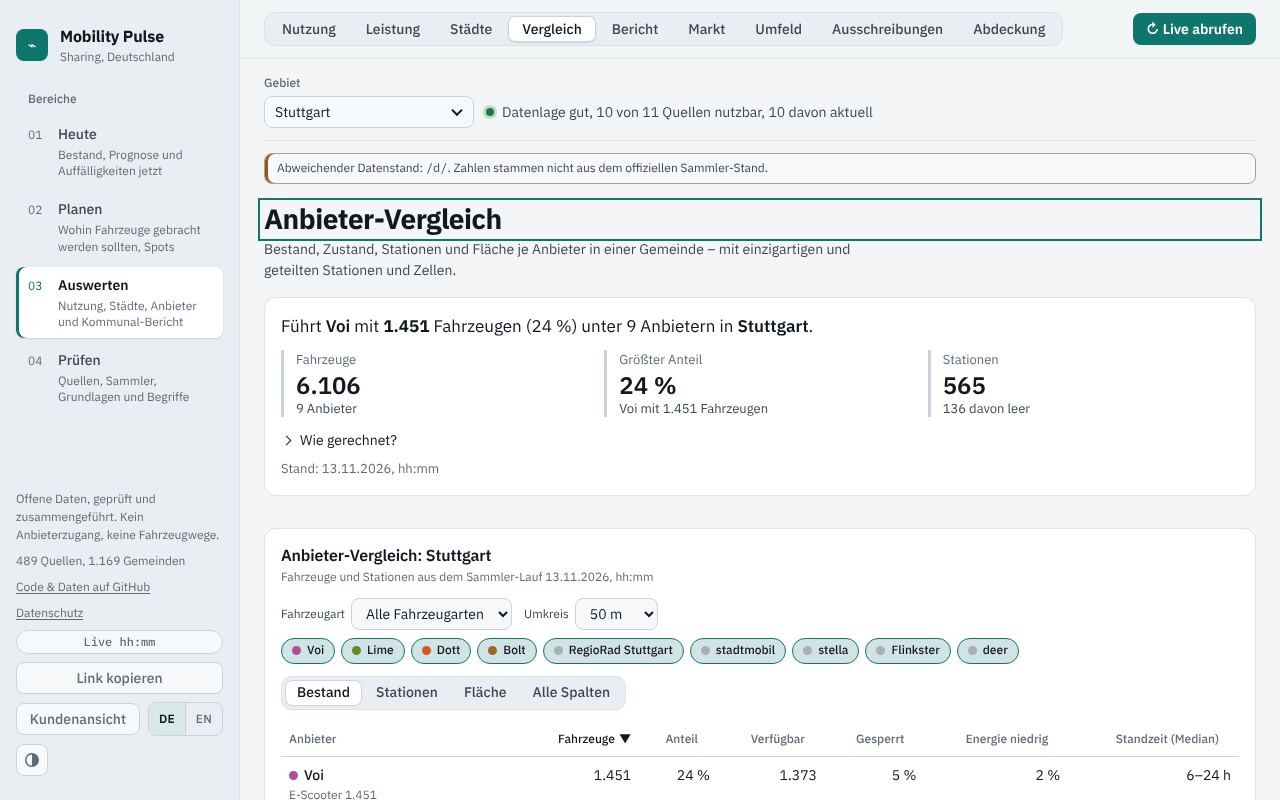 Mobility Pulse
Sharing, Deutschland
Bereiche
01 Heute
Bestand, Prognose und
Auffälligkeiten jetzt
02 Planen
Wohin Fahrzeuge gebracht
werden sollten, Spots
03 Auswerten
Nutzung, Städte, Anbieter
und Kommunal-Bericht
04 Prüfen
Quellen, Sammler,
Grundlagen und Begriffe
Offene Daten, geprüft und
zusammengeführt. Kein
Anbieterzugang, keine Fahrzeugwege.
489 Quellen, 1.169 Gemeinden
Code & Daten auf GitHub
Datenschutz
Live hh:mm
Link kopieren
Kundenansicht DE EN
Nutzung Leistung Städte Vergleich Bericht Markt Umfeld Ausschreibungen Abdeckung
↻ Live abrufen
Gebiet
Stuttgart
Datenlage gut, 10 von 11 Quellen nutzbar, 10 davon aktuell
Abweichender Datenstand: /d/. Zahlen stammen nicht aus dem offiziellen Sammler-Stand.
Anbieter-Vergleich
Bestand, Zustand, Stationen und Fläche je Anbieter in einer Gemeinde – mit einzigartigen und
geteilten Stationen und Zellen.
Führt Voi mit 1.451 Fahrzeugen (24 %) unter 9 Anbietern in Stuttgart.
Fahrzeuge Größter Anteil Stationen
6.106 24 % 565
9 Anbieter Voi mit 1.451 Fahrzeugen 136 davon leer
Wie gerechnet?
Stand: 13.11.2026, hh:mm
Anbieter-Vergleich: Stuttgart
Fahrzeuge und Stationen aus dem Sammler-Lauf 13.11.2026, hh:mm
Fahrzeugart Alle Fahrzeugarten Umkreis 50 m
Voi Lime Dott Bolt RegioRad Stuttgart stadtmobil stella Flinkster deer
Bestand Stationen Fläche Alle Spalten
Anbieter Fahrzeuge ▼ Anteil Verfügbar Gesperrt Energie niedrig Standzeit (Median)
Voi 1.451 24 % 1.373 5 % 2 % 6–24 h
E-Scooter 1.451